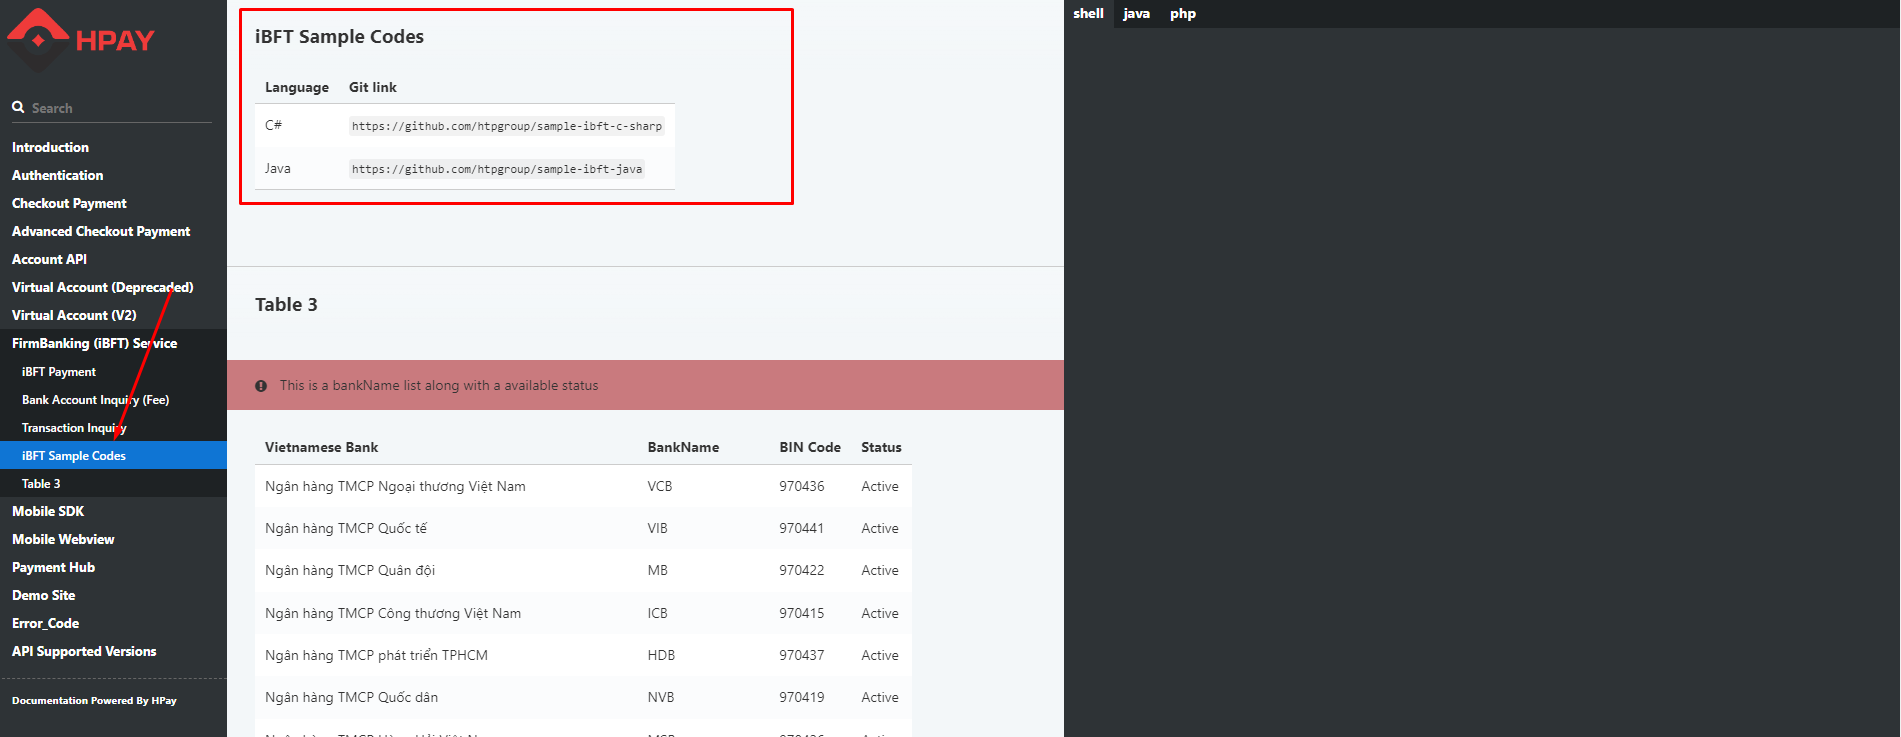 HPAY
Search
Introduction
Authentication
Checkout Payment
Advanced Checkout Payment
Account API
Virtual Account (Deprecaded)
Virtual Account (V2)
FirmBanking (iBFT) Service
iBFT Payment
Bank Account Inquiry (Fee)
Transaction Inquiry
iBFT Sample Codes
Table 3
Mobile SDK
Mobile Webview
Payment Hub
Demo Site
Error_Code
API Supported Versions
Documentation Powered By HPay
iBFT Sample Codes
Language Git link
C# https://github.com/htpgroup/sample-ibft-c-sharp
Java https://github.com/htpgroup/sample-ibft-java
Table 3
This is a bankName list along with a available status
Vietnamese Bank BankName BIN Code Status
Ngân hàng TMCP Ngoại thương Việt Nam VCB 970436 Active
Ngân hàng TMCP Quốc tế VIB 970441 Active
Ngân hàng TMCP Quân đội MB 970422 Active
Ngân hàng TMCP Công thương Việt Nam ICB 970415 Active
Ngân hàng TMCP phát triển TPHCM HDB 970437 Active
Ngân hàng TMCP Quốc dân NVB 970419 Active
shell java php